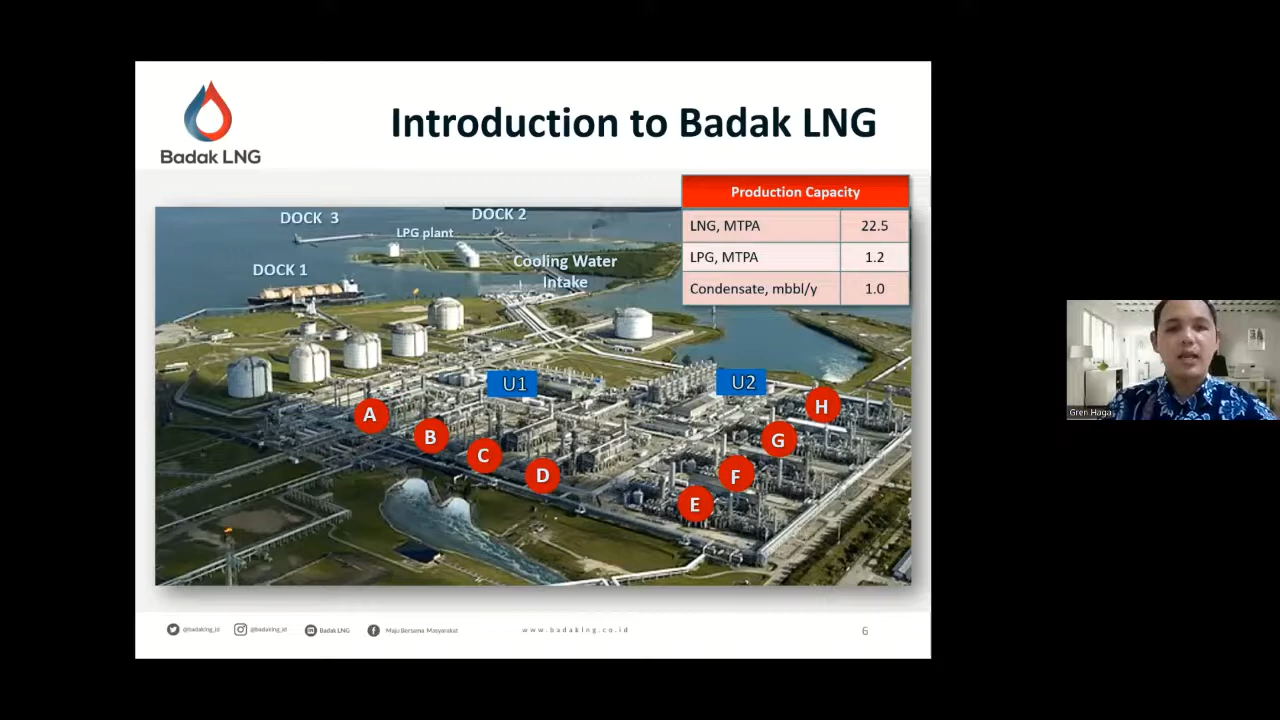 Introduction to Badak LNG
Badak LNG
Production Capacity
LNG, MTPA 22.5
LPG, MTPA 1.2
Condensate, mbbl/y 1.0
DOCK 3
DOCK 2
LPG plant
DOCK 1
Cooling Water
Intake
U1
U2
A
B
C
D
E
F
G
H
Gren Haga
@badaklng_id
@badaklng_id
Badak LNG
Maju Bersama Masyarakat
www.badaklng.co.id
6